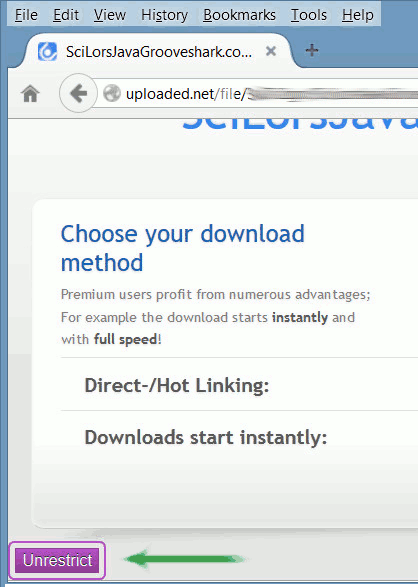 File Edit View History Bookmarks Tools Help
SciLorsJavaGrooveshark.co...
uploaded.net/file/
SciLorsJava
Choose your download
method
Premium users profit from numerous advantages;
For example the download starts instantly and
with full speed!
Direct-/Hot Linking:
Downloads start instantly:
Unrestrict